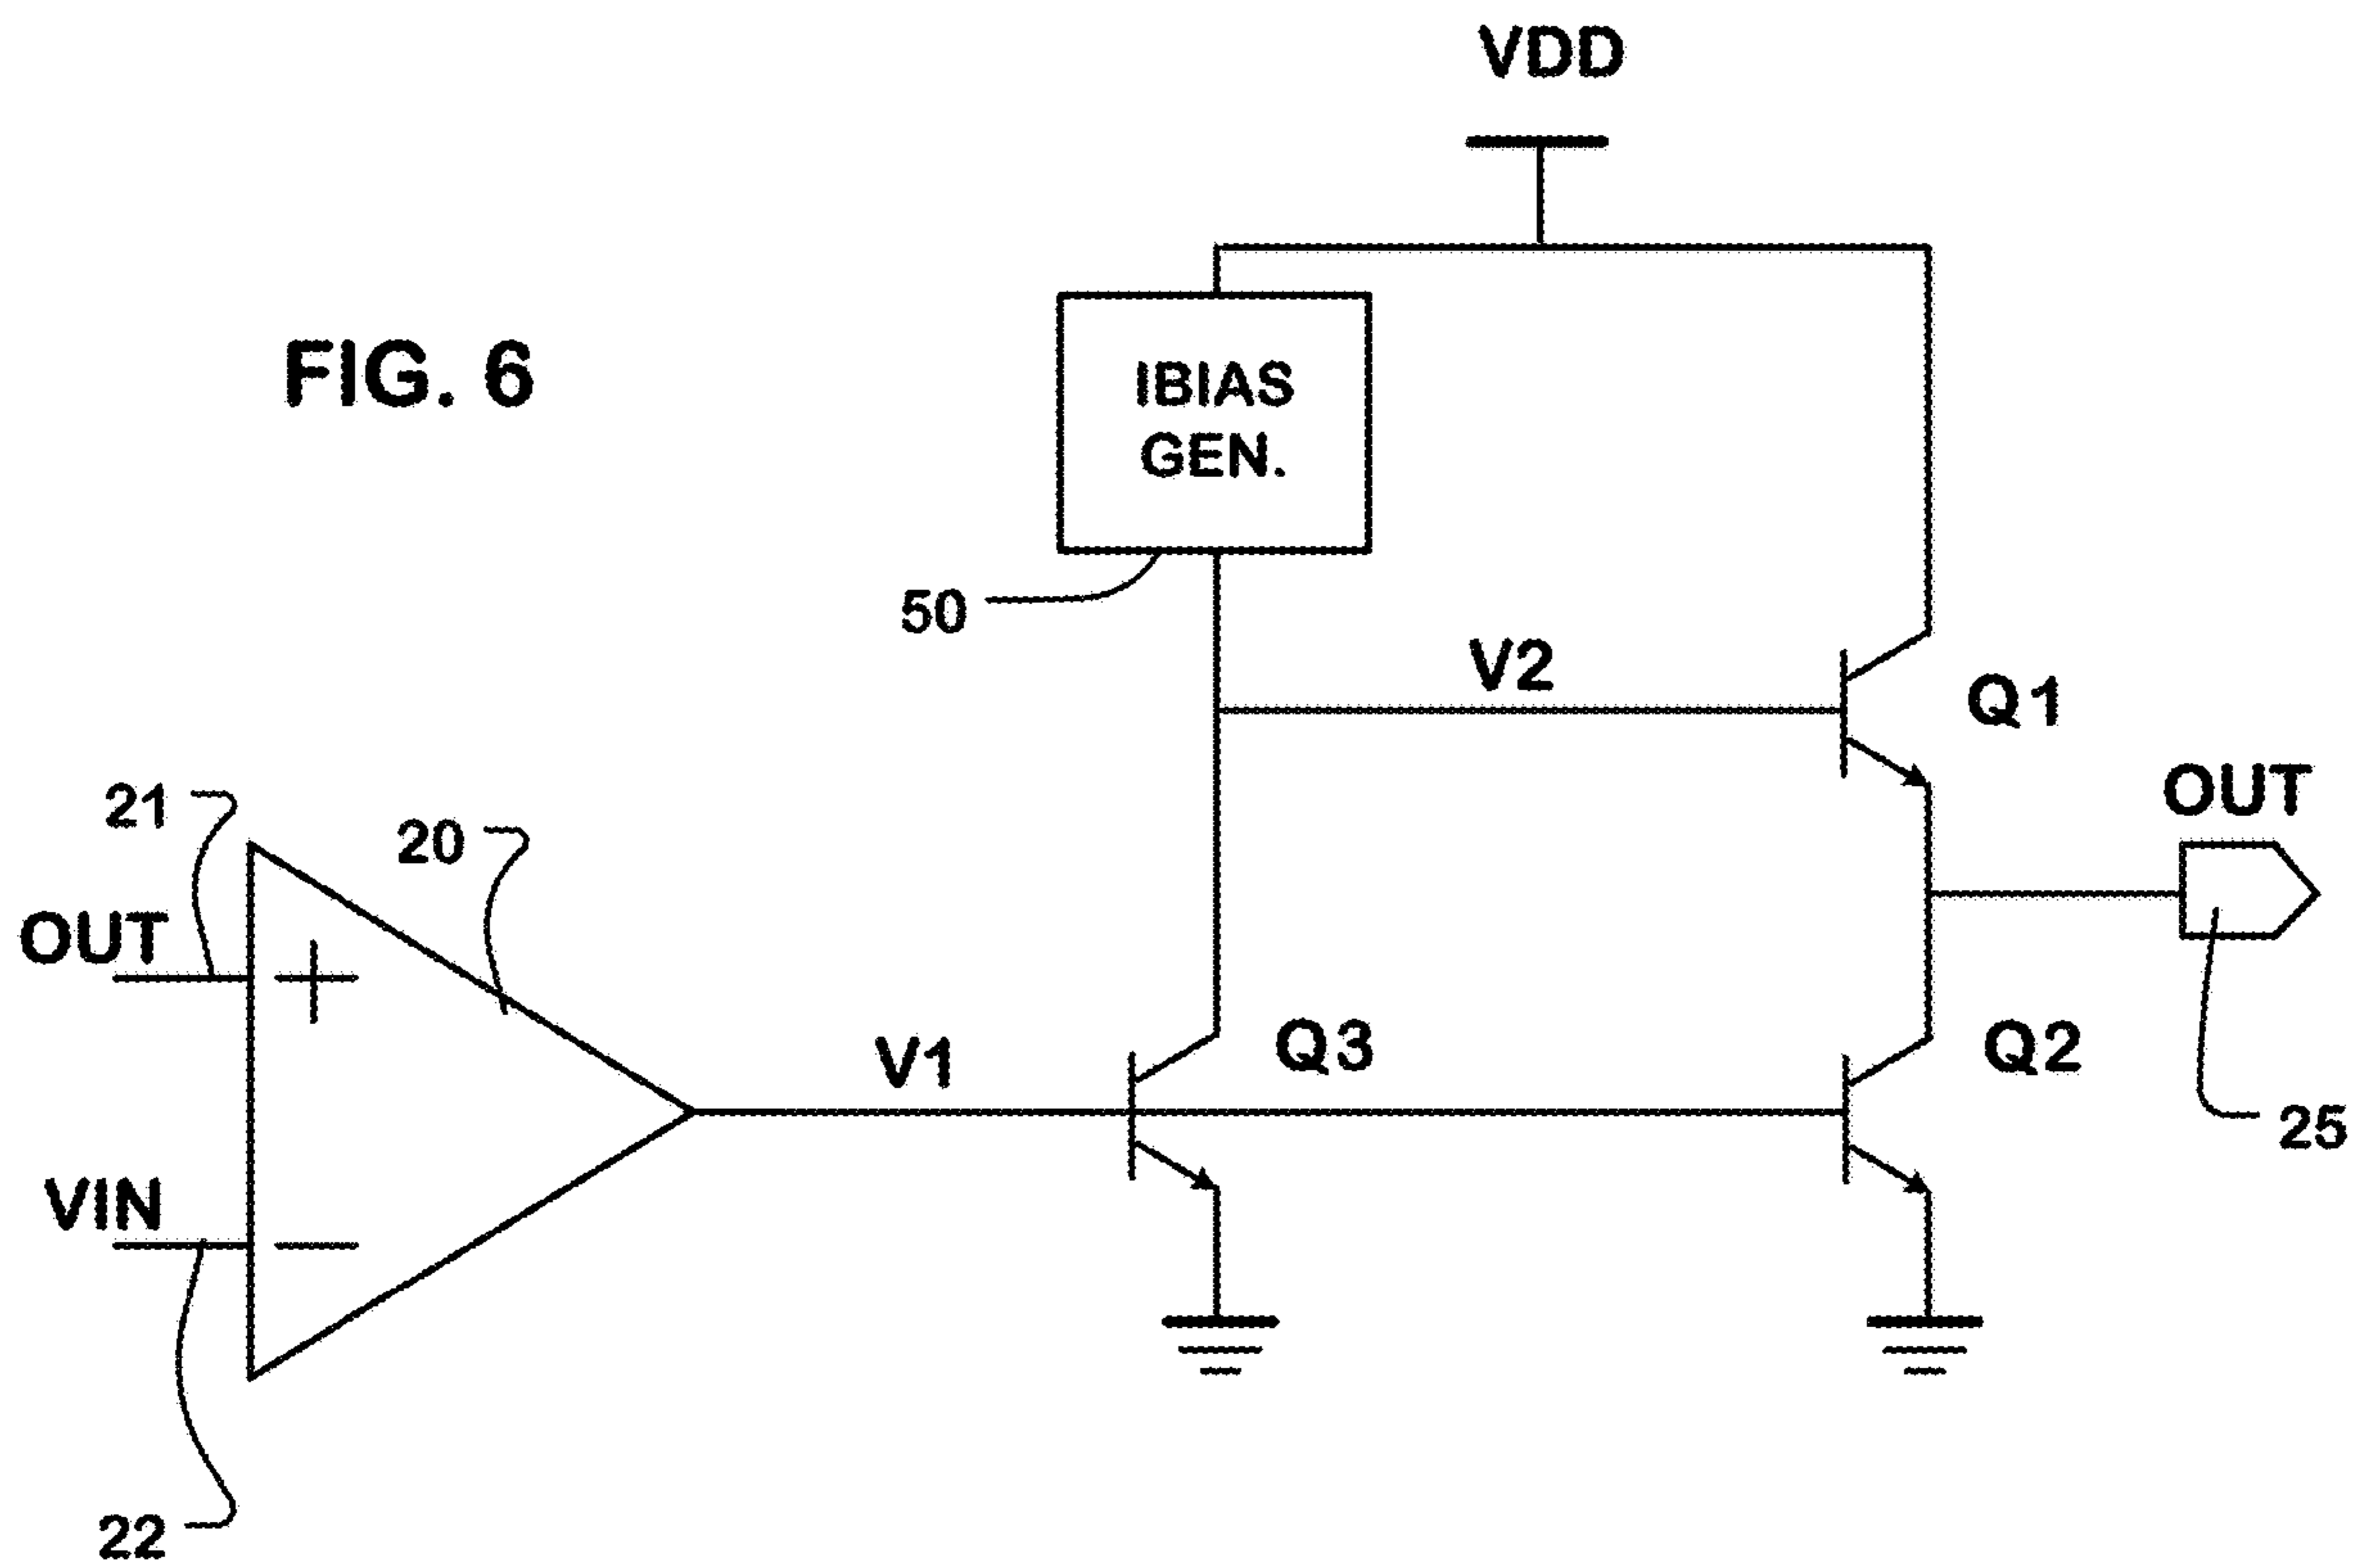 VDD
FIG. 6
IBIAS
GEN.
50
V2
Q1
21
20
OUT
OUT
+
V1
Q3
Q2
25
VIN
−
22